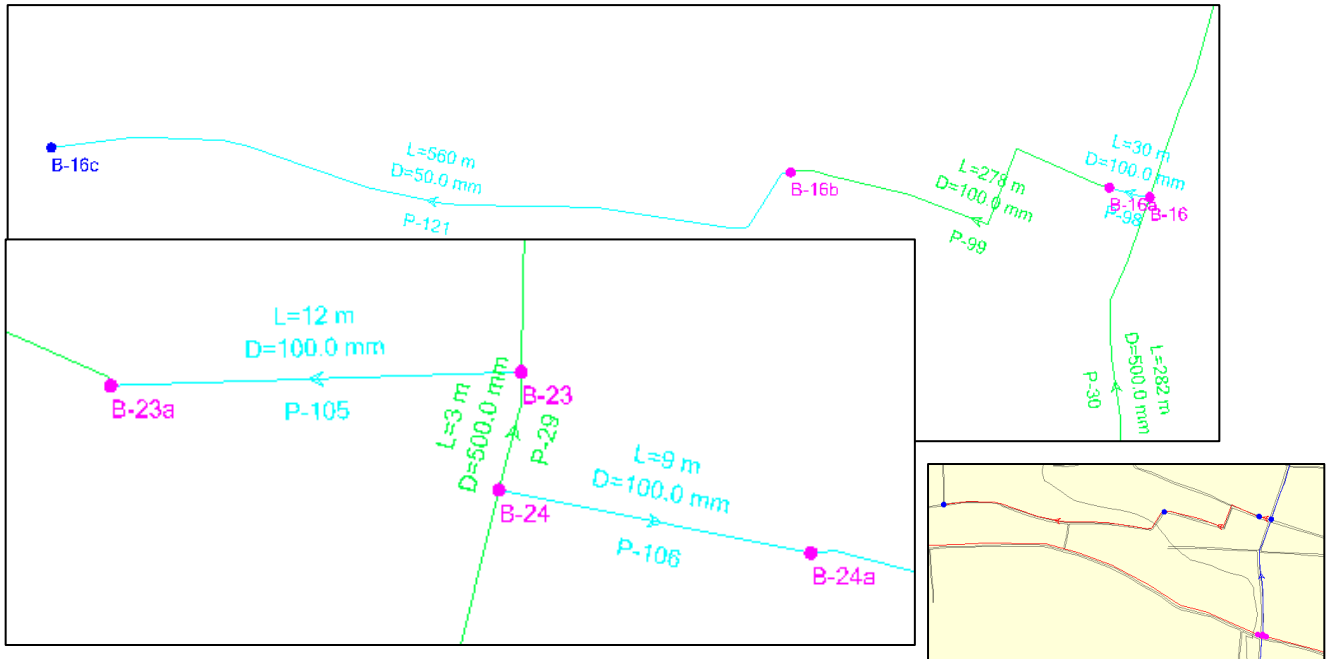 B-16c
L=560 m
D=50.0 mm
P-121
B-16b
L=278 m
D=100.0 mm
P-99
L=30 m
D=100.0 mm
B-16a
P-98
B-16
L=282 m
D=500.0 mm
P-30
L=12 m
D=100.0 mm
B-23a
P-105
B-23
L=3 m
D=500.0 mm
P-29
B-24
L=9 m
D=100.0 mm
P-106
B-24a